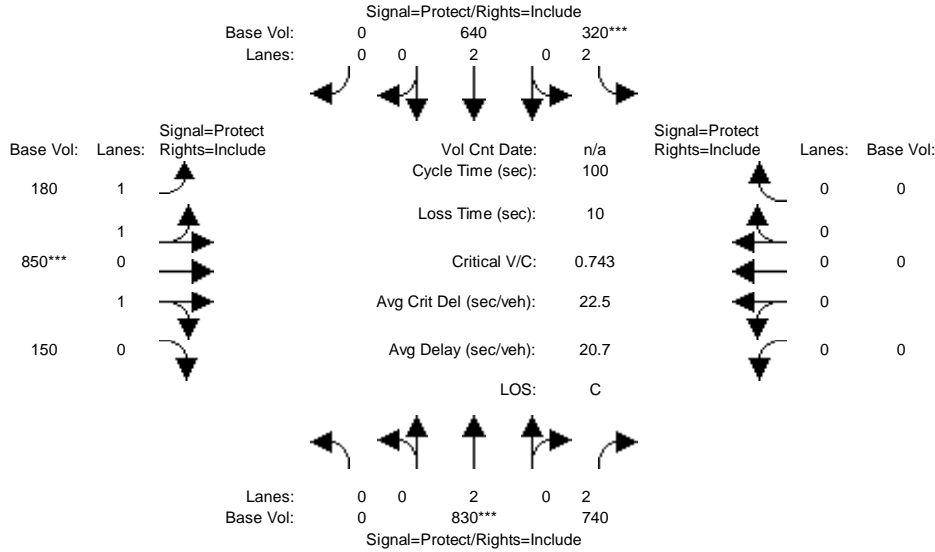 Signal=Protect/Rights=Include
Base Vol: 0 640 320***
Lanes: 0 0 2 0 2
Signal=Protect
Rights=Include
Base Vol: Lanes:
Signal=Protect
Rights=Include
Lanes: Base Vol:
Vol Cnt Date: n/a
Cycle Time (sec): 100
180 1
0 0
Loss Time (sec): 10
1
0
850*** 0
Critical V/C: 0.743
0 0
1
Avg Crit Del (sec/veh): 22.5
0
150 0
Avg Delay (sec/veh): 20.7
0 0
LOS: C
Lanes: 0 0 2 0 2
Base Vol: 0 830*** 740
Signal=Protect/Rights=Include